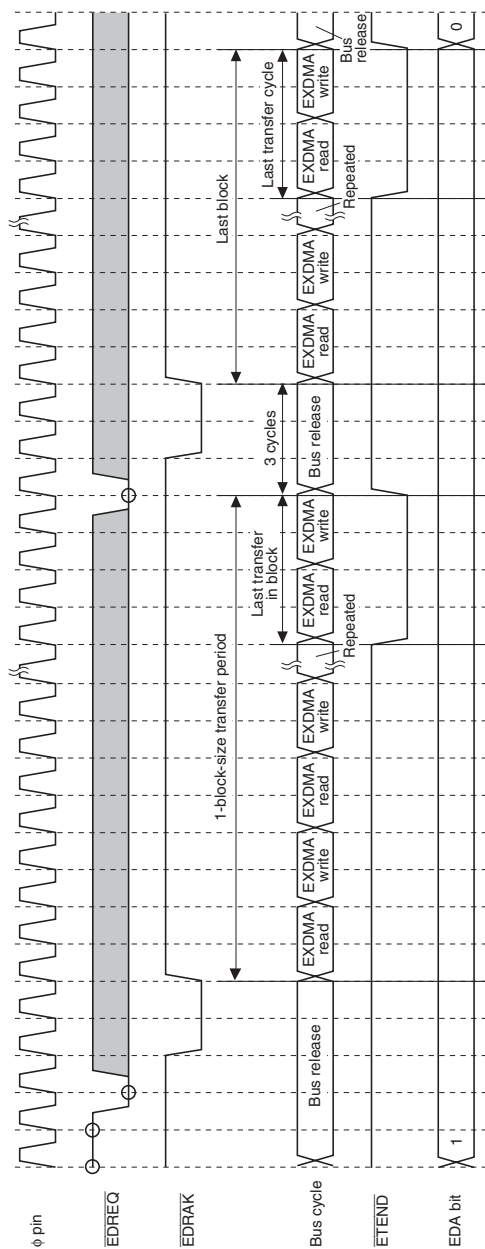 φ pin
EDREQ
EDRAK
1-block-size transfer period
Last block
Last transfer
in block
3 cycles
Last transfer cycle
Bus cycle
Bus release
EXDMA
read
EXDMA
write
EXDMA
read
EXDMA
write
Repeated
EXDMA
read
EXDMA
write
Bus release
EXDMA
read
EXDMA
write
Repeated
EXDMA
read
EXDMA
write
Bus
release
ETEND
EDA bit
1
0